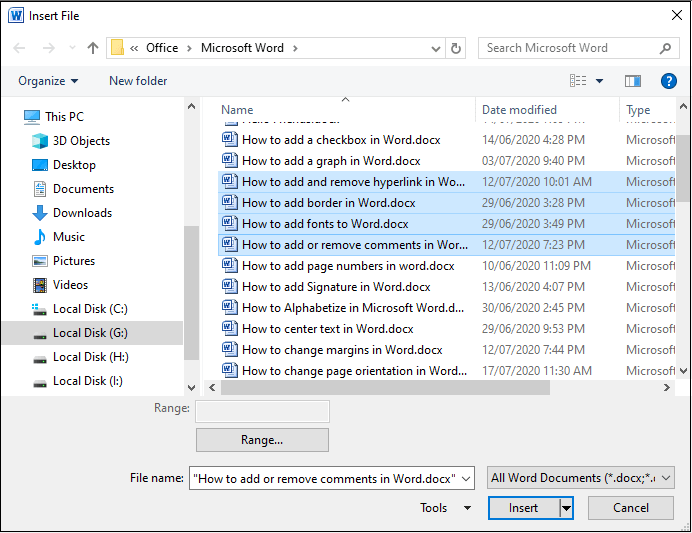 Insert File
« Office › Microsoft Word ›
Search Microsoft Word
Organize
New folder
This PC
3D Objects
Desktop
Documents
Downloads
Music
Pictures
Videos
Local Disk (C:)
Local Disk (G:)
Local Disk (H:)
Local Disk (I:)
Name Date modified Type
How to add a checkbox in Word.docx 14/06/2020 4:28 PM Microsoft
How to add a graph in Word.docx 03/07/2020 9:40 PM Microsoft
How to add and remove hyperlink in Wo... 12/07/2020 10:01 AM Microsoft
How to add border in Word.docx 29/06/2020 3:28 PM Microsoft
How to add fonts to Word.docx 29/06/2020 3:49 PM Microsoft
How to add or remove comments in Wor... 12/07/2020 7:23 PM Microsoft
How to add page numbers in word.docx 10/06/2020 11:09 PM Microsoft
How to add Signature in Word.docx 13/06/2020 4:07 PM Microsoft
How to Alphabetize in Microsoft Word.d... 30/06/2020 2:45 PM Microsoft
How to center text in Word.docx 29/06/2020 9:53 PM Microsoft
How to change margins in Word.docx 12/07/2020 7:44 PM Microsoft
How to change page orientation in Word... 17/07/2020 11:30 AM Microsoft
Range:
Range...
File name: "How to add or remove comments in Word.docx" All Word Documents (*.docx;*.
Tools Insert Cancel